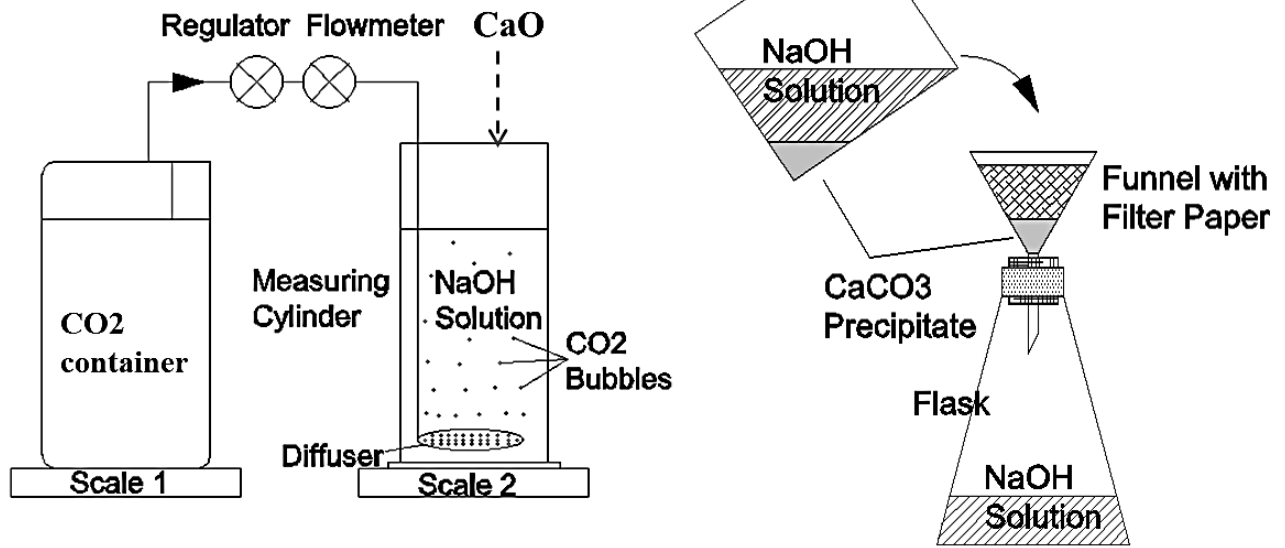 Regulator Flowmeter CaO
NaOH
Solution
Funnel with
Filter Paper
Measuring
Cylinder
NaOH
Solution
CO2
container
CO2
Bubbles
CaCO3
Precipitate
Flask
Diffuser
Scale 1
Scale 2
NaOH
Solution